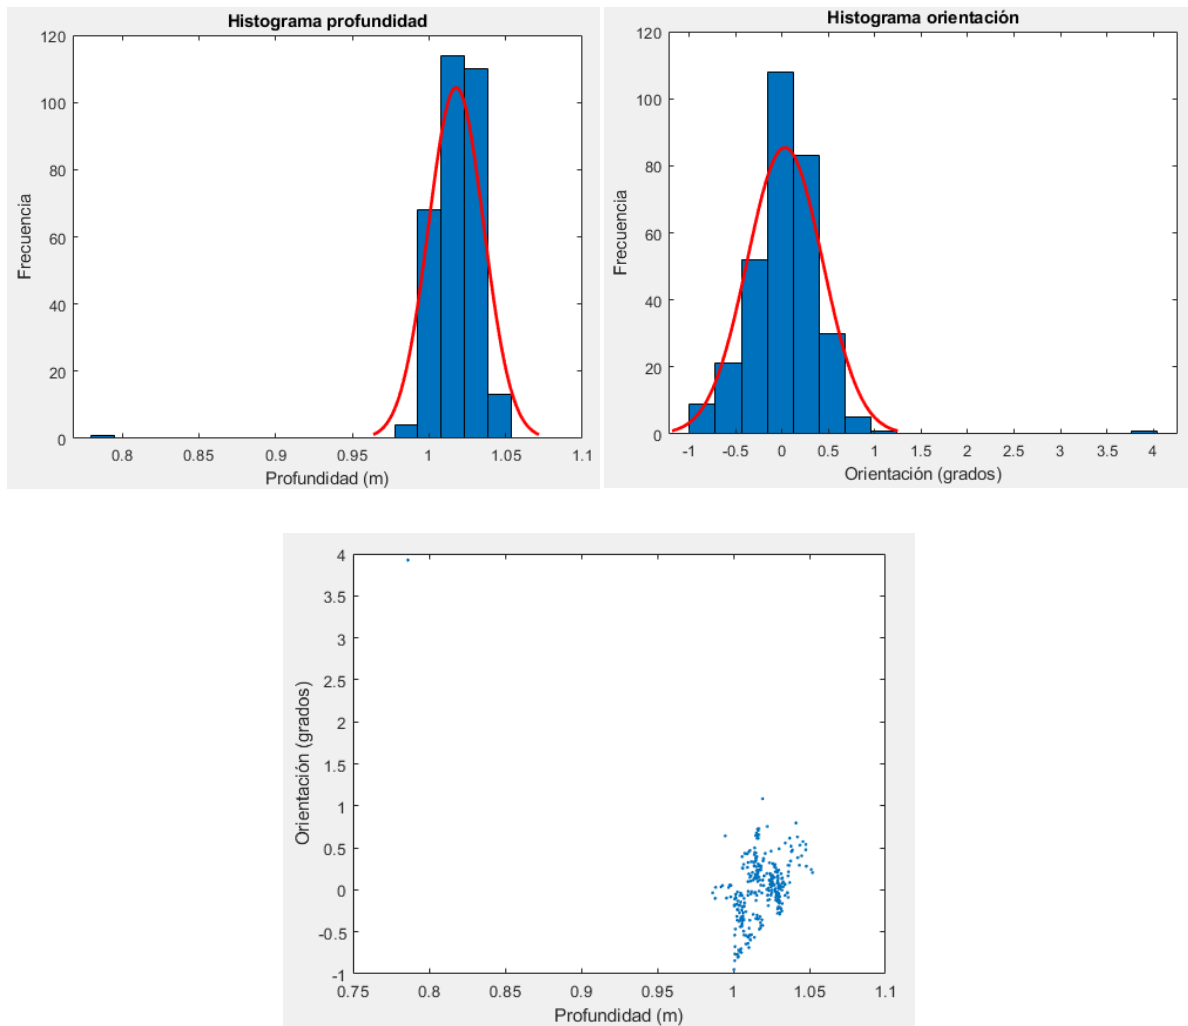 Histograma profundidad
120
100
80
60
40
20
0
Frecuencia
0.8 0.85 0.9 0.95 1 1.05 1.1
Profundidad (m)
Histograma orientación
120
100
80
60
40
20
0
Frecuencia
-1 -0.5 0 0.5 1 1.5 2 2.5 3 3.5 4
Orientación (grados)
4
3.5
3
2.5
2
1.5
1
0.5
0
-0.5
-1
Orientación (grados)
0.75 0.8 0.85 0.9 0.95 1 1.05 1.1
Profundidad (m)